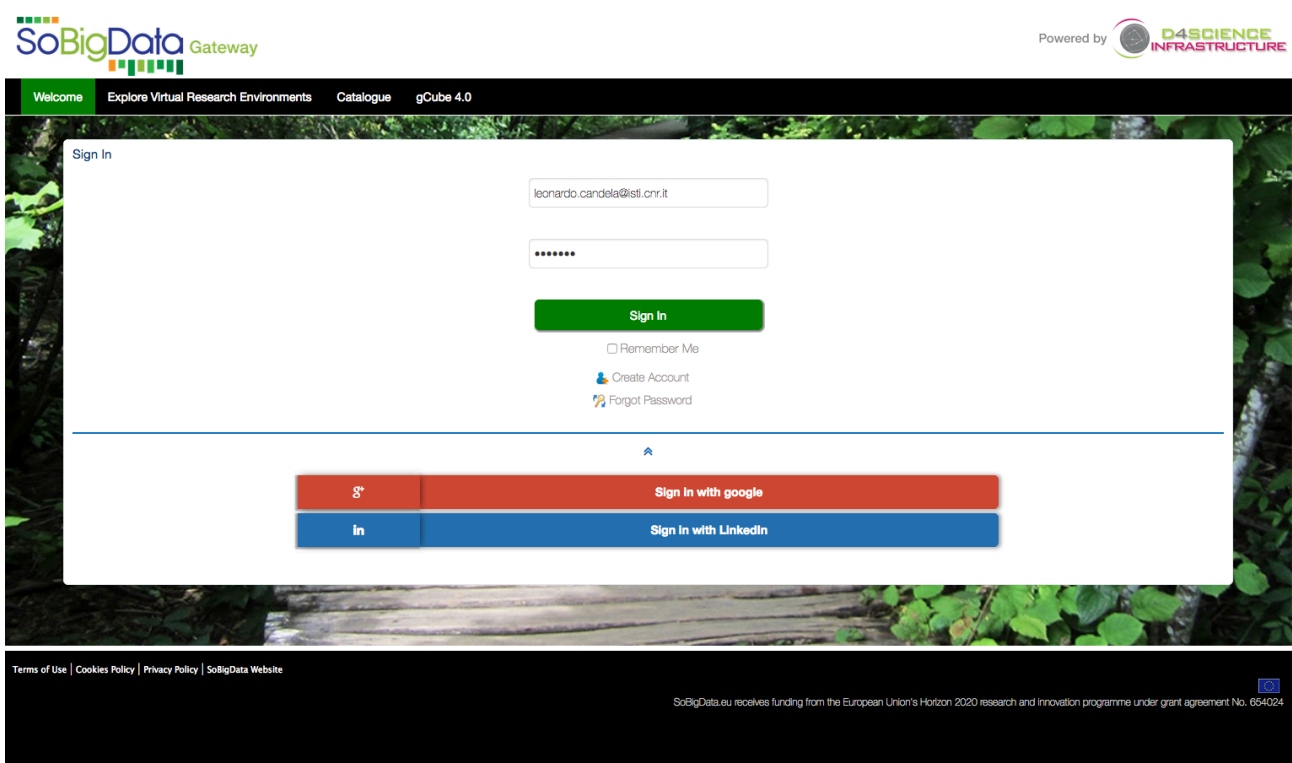 SoBigData Gateway
Powered by D4SCIENCE INFRASTRUCTURE
Welcome Explore Virtual Research Environments Catalogue gCube 4.0
Sign In
leonardo.candela@isti.cnr.it
•••••••
Sign In
Remember Me
Create Account
Forgot Password
g+ Sign in with google
in Sign in with LinkedIn
Terms of Use | Cookies Policy | Privacy Policy | SoBigData Website
SoBigData.eu receives funding from the European Union's Horizon 2020 research and innovation programme under grant agreement No. 654024